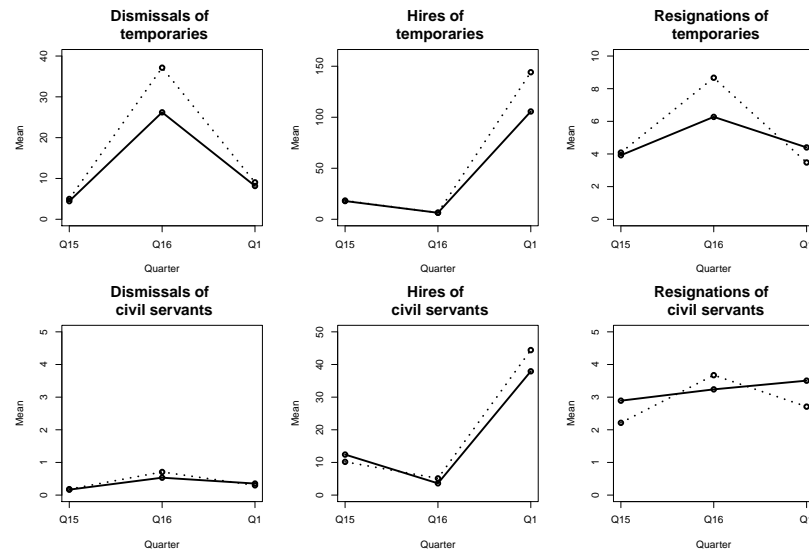 Dismissals of
temporaries
Mean
0
10
20
30
40
Q15
Q16
Q1
Quarter
Hires of
temporaries
Mean
0
50
100
150
Q15
Q16
Q1
Quarter
Resignations of
temporaries
Mean
0
2
4
6
8
10
Q15
Q16
Q1
Quarter
Dismissals of
civil servants
Mean
0
1
2
3
4
5
Q15
Q16
Q1
Quarter
Hires of
civil servants
Mean
0
10
20
30
40
50
Q15
Q16
Q1
Quarter
Resignations of
civil servants
Mean
0
1
2
3
4
5
Q15
Q16
Q
Quarter